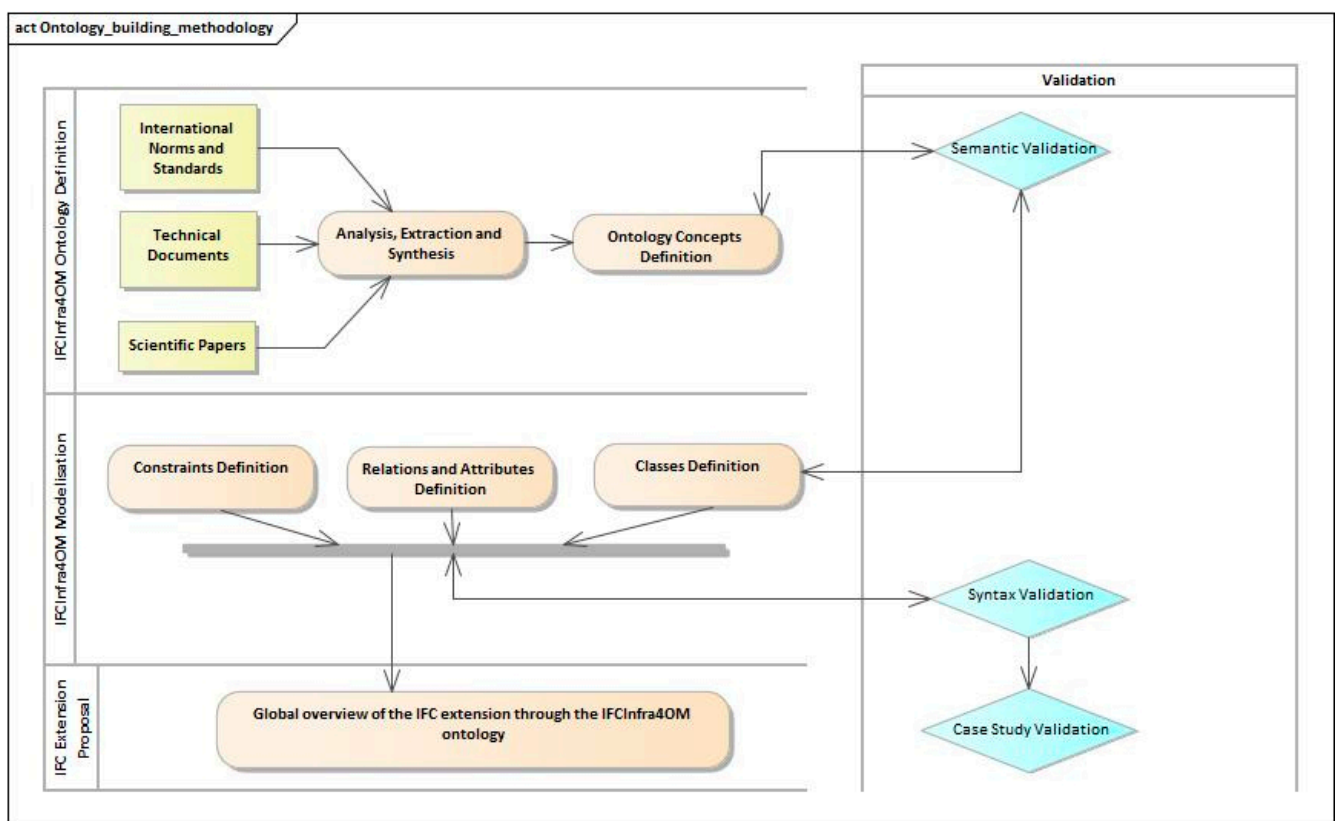 act Ontology_building_methodology
Validation
IFCInfra4OM Ontology Definition
International
Norms and
Standards
Technical
Documents
Scientific Papers
Analysis, Extraction and
Synthesis
Ontology Concepts
Definition
Semantic Validation
IFCInfra4OM Modelisation
Constraints Definition
Relations and Attributes
Definition
Classes Definition
Syntax Validation
IFC Extension
Proposal
Global overview of the IFC extension through the IFCInfra4OM
ontology
Case Study Validation